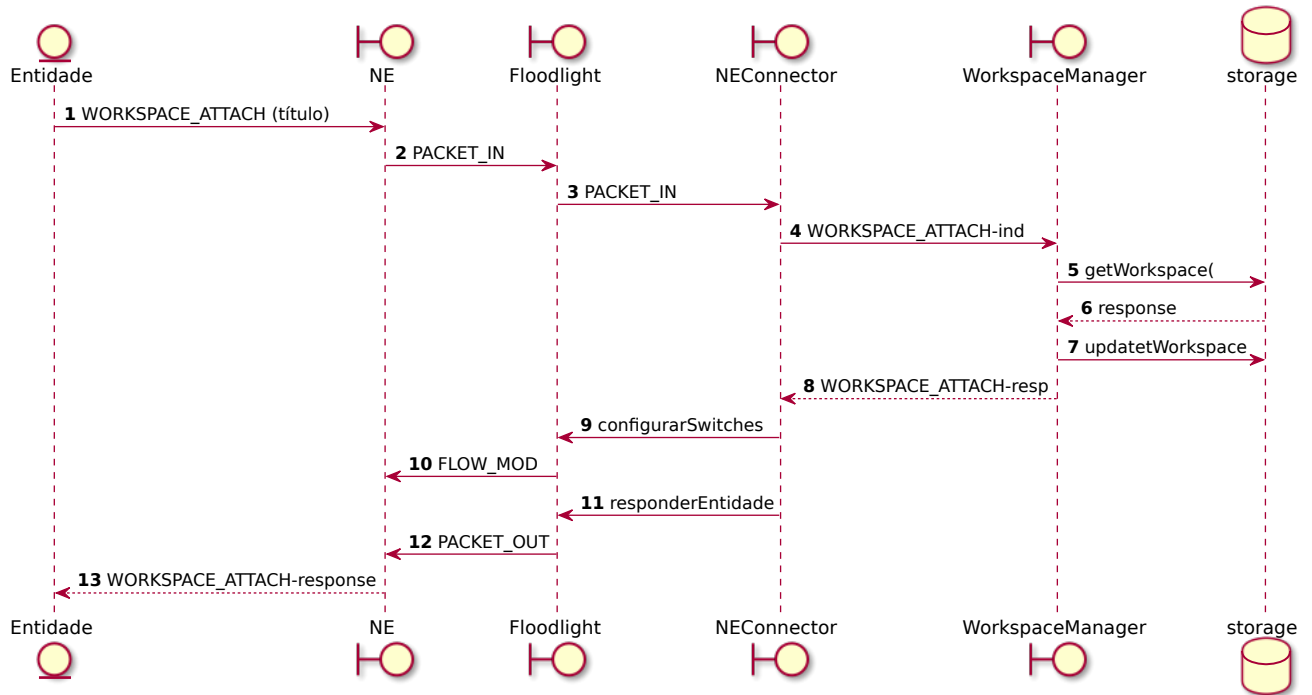 Entidade NE Floodlight NEConnector WorkspaceManager storage
1 WORKSPACE_ATTACH (título)
2 PACKET_IN
3 PACKET_IN
4 WORKSPACE_ATTACH-ind
5 getWorkspace(
6 response
7 updatetWorkspace
8 WORKSPACE_ATTACH-resp
9 configurarSwitches
10 FLOW_MOD
11 responderEntidade
12 PACKET_OUT
13 WORKSPACE_ATTACH-response
Entidade NE Floodlight NEConnector WorkspaceManager storage